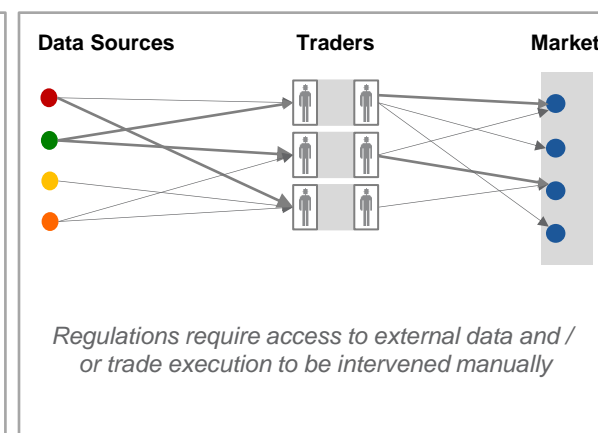 Data Sources Traders Market
Regulations require access to external data and /
or trade execution to be intervened manually